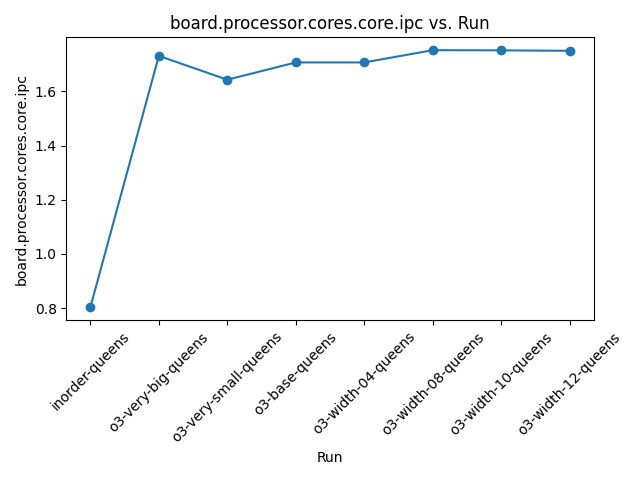 board.processor.cores.core.ipc vs. Run
board.processor.cores.core.ipc
1.6
1.4
1.2
1.0
0.8
inorder-queens
o3-very-big-queens
o3-very-small-queens
o3-base-queens
o3-width-04-queens
o3-width-08-queens
o3-width-10-queens
o3-width-12-queens
Run